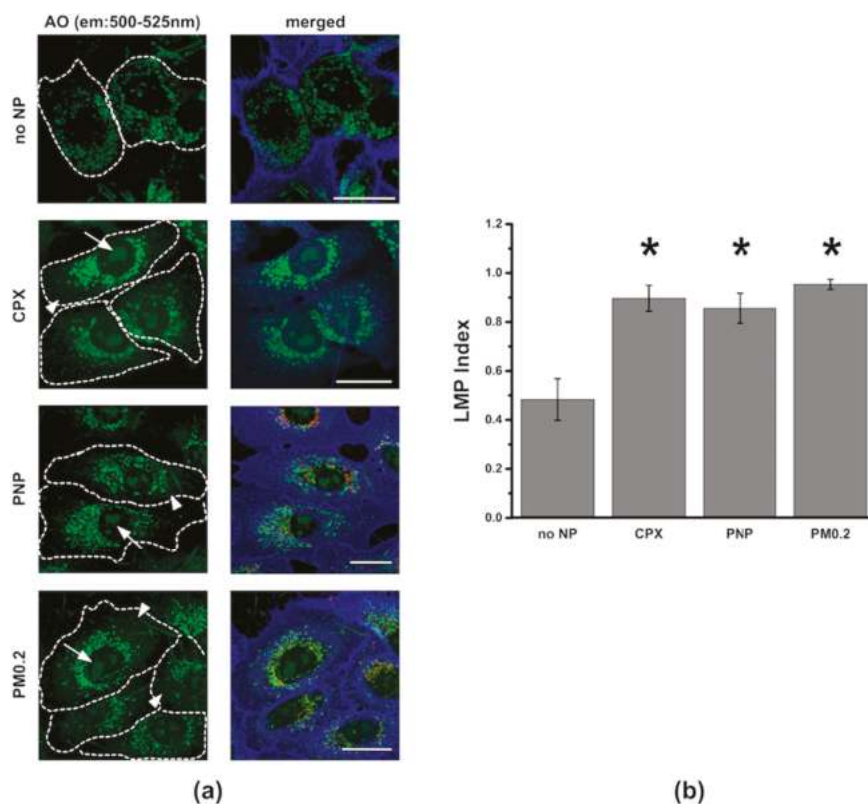 AO (em:500-525nm) merged
no NP
CPX
PNP
PM0.2
(a)
LMP Index
1.2
1.0
0.8
0.6
0.4
0.2
0.0
* * *
no NP CPX PNP PM0.2
(b)